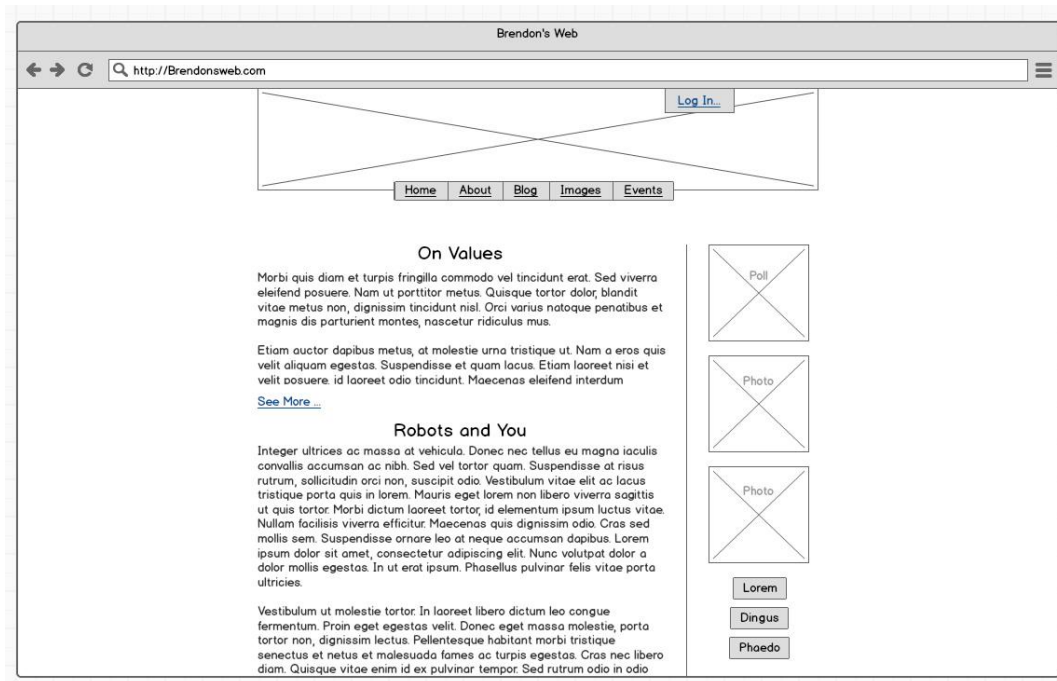 Brendon's Web
http://Brendonsweb.com
Log In...
Home About Blog Images Events
On Values
Morbi quis diam et turpis fringilla commodo vel tincidunt erat. Sed viverra
eleifend posuere. Nam ut porttitor metus. Quisque tortor dolor, blandit
vitae metus non, dignissim tincidunt nisl. Orci varius natoque penatibus et
magnis dis parturient montes, nascetur ridiculus mus.
Etiam auctor dapibus metus, at molestie urna tristique ut. Nam a eros quis
velit aliquam egestas. Suspendisse et quam lacus. Etiam laoreet nisi et
velit posuere, id laoreet odio tincidunt. Maecenas eleifend interdum
See More ...
Robots and You
Integer ultrices ac massa at vehicula. Donec nec tellus eu magna iaculis
convallis accumsan ac nibh. Sed vel tortor quam. Suspendisse at risus
rutrum, sollicitudin orci non, suscipit odio. Vestibulum vitae elit ac lacus
tristique porta quis in lorem. Mauris eget lorem non libero viverra sagittis
ut quis tortor. Morbi dictum laoreet tortor, id elementum ipsum luctus vitae.
Nullam facilisis viverra efficitur. Maecenas quis dignissim odio. Cras sed
mollis sem. Suspendisse ornare leo at neque accumsan dapibus. Lorem
ipsum dolor sit amet, consectetur adipiscing elit. Nunc volutpat dolor a
dolor mollis egestas. In ut erat ipsum. Phasellus pulvinar felis vitae porta
ultricies.
Vestibulum ut molestie tortor. In laoreet libero dictum leo congue
fermentum. Proin eget egestas velit. Donec eget massa molestie, porta
tortor non, dignissim lectus. Pellentesque habitant morbi tristique
senectus et netus et malesuada fames ac turpis egestas. Cras nec libero
diam. Quisque vitae enim id ex pulvinar tempor. Sed rutrum odio in odio
Poll
Photo
Photo
Lorem
Dingus
Phaedo